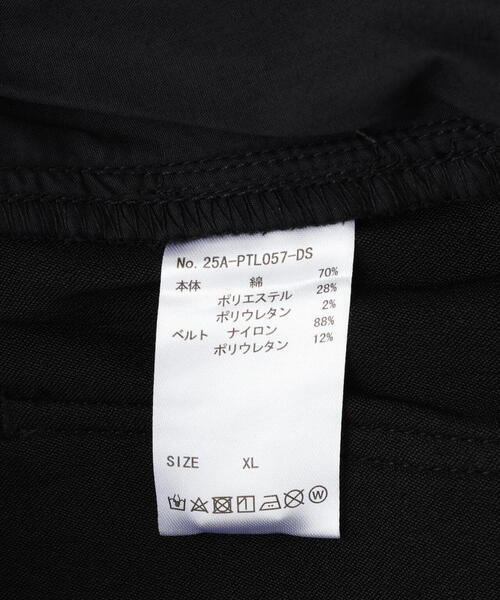 No. 25A-PTL057-DS
本体 綿 70%
ポリエステル 28%
ポリウレタン 2%
ベルト ナイロン 88%
ポリウレタン 12%
SIZE XL
W